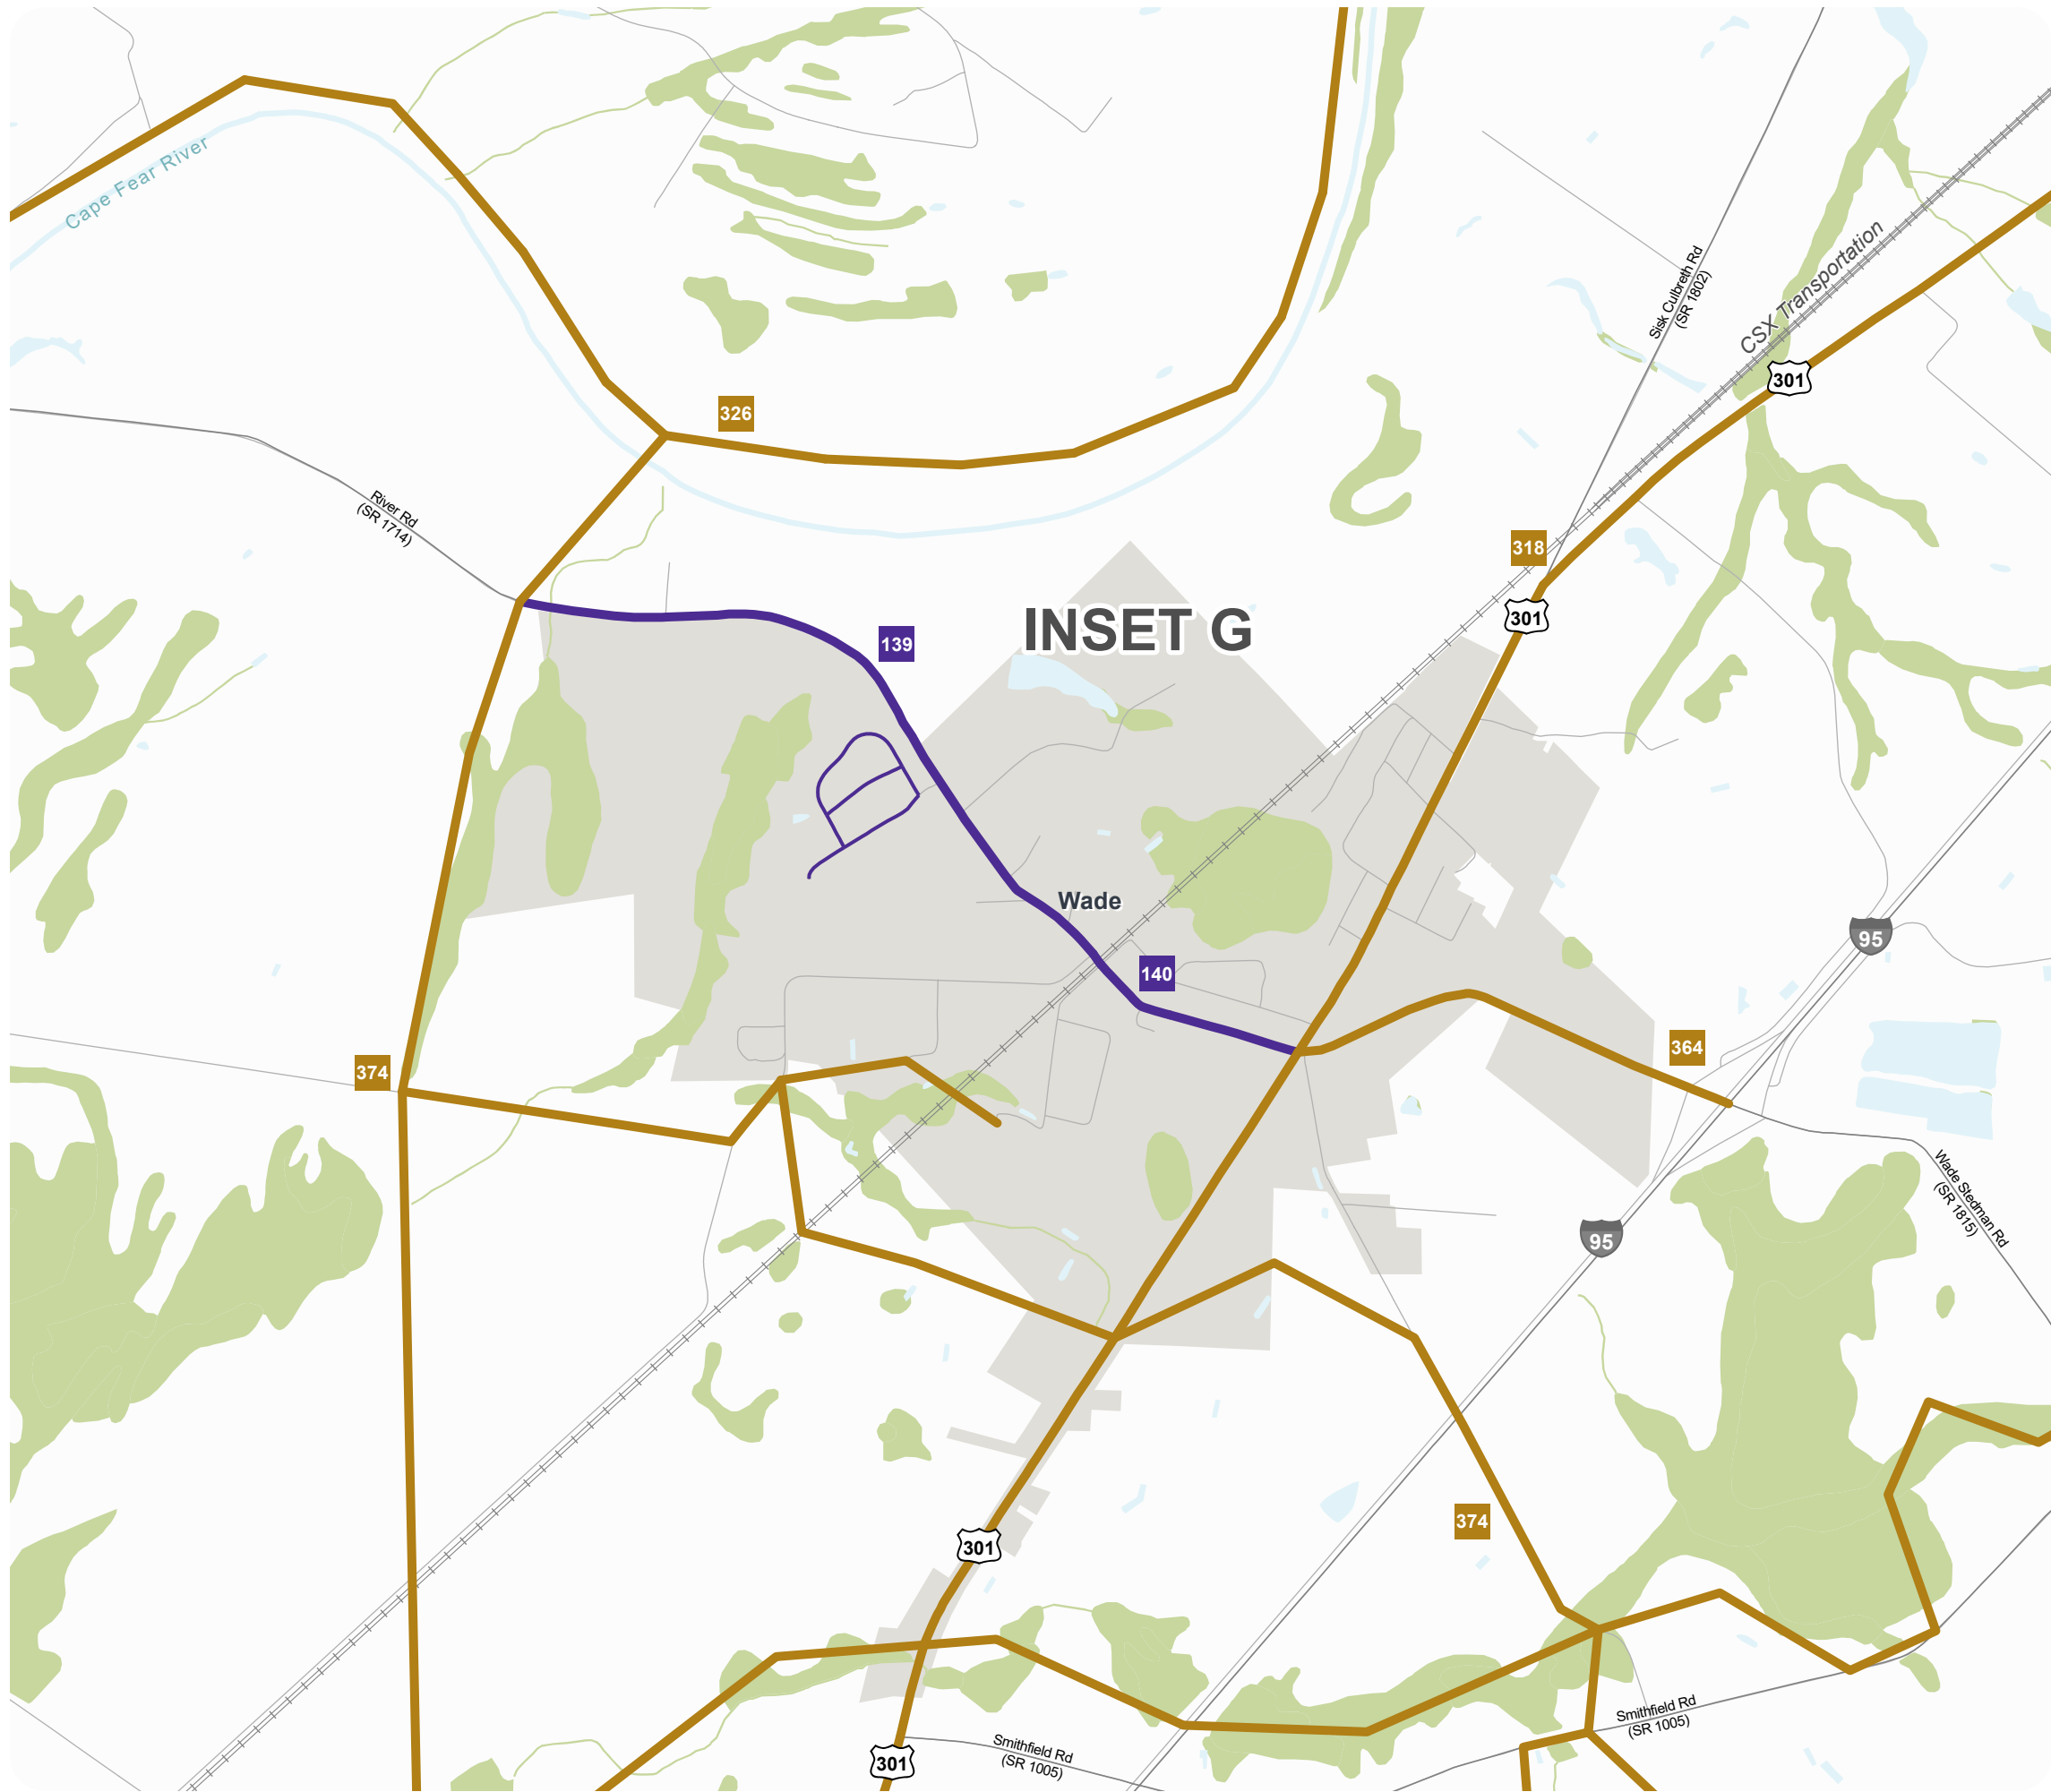 Cape Fear River
Sisk Culbreth Rd
(SR 1802)
CSX Transportation
301
326
River Rd
(SR 1714)
318
301
INSET G
139
Wade
95
140
364
374
Wade Stedman Rd
(SR 1815)
95
374
301
Smithfield Rd
(SR 1005)
Smithfield Rd
(SR 1005)
301